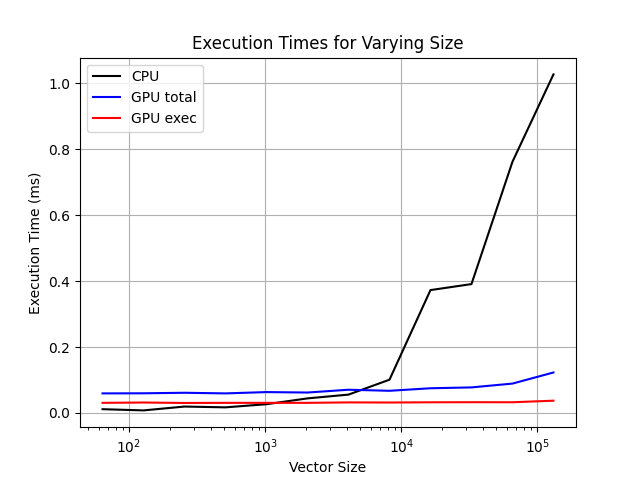 Execution Times for Varying Size
CPU
GPU total
GPU exec
1.0
0.8
0.6
0.4
0.2
0.0
Execution Time (ms)
10²
10³
10⁴
10⁵
Vector Size